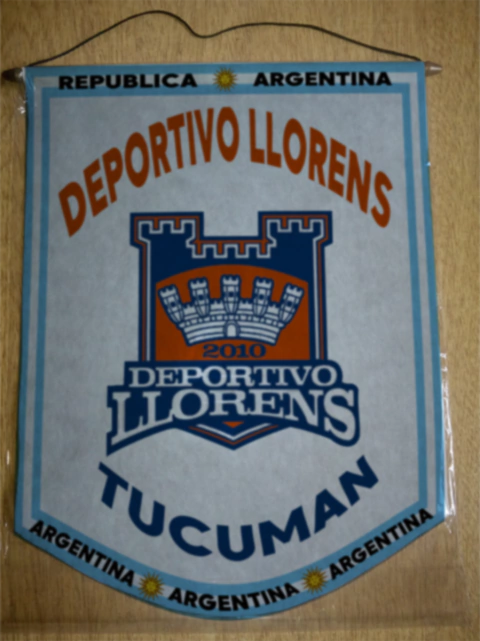 REPUBLICA ARGENTINA
DEPORTIVO LLORENS
2010
DEPORTIVO
LLORENS
TUCUMAN
ARGENTINA ARGENTINA ARGENTINA